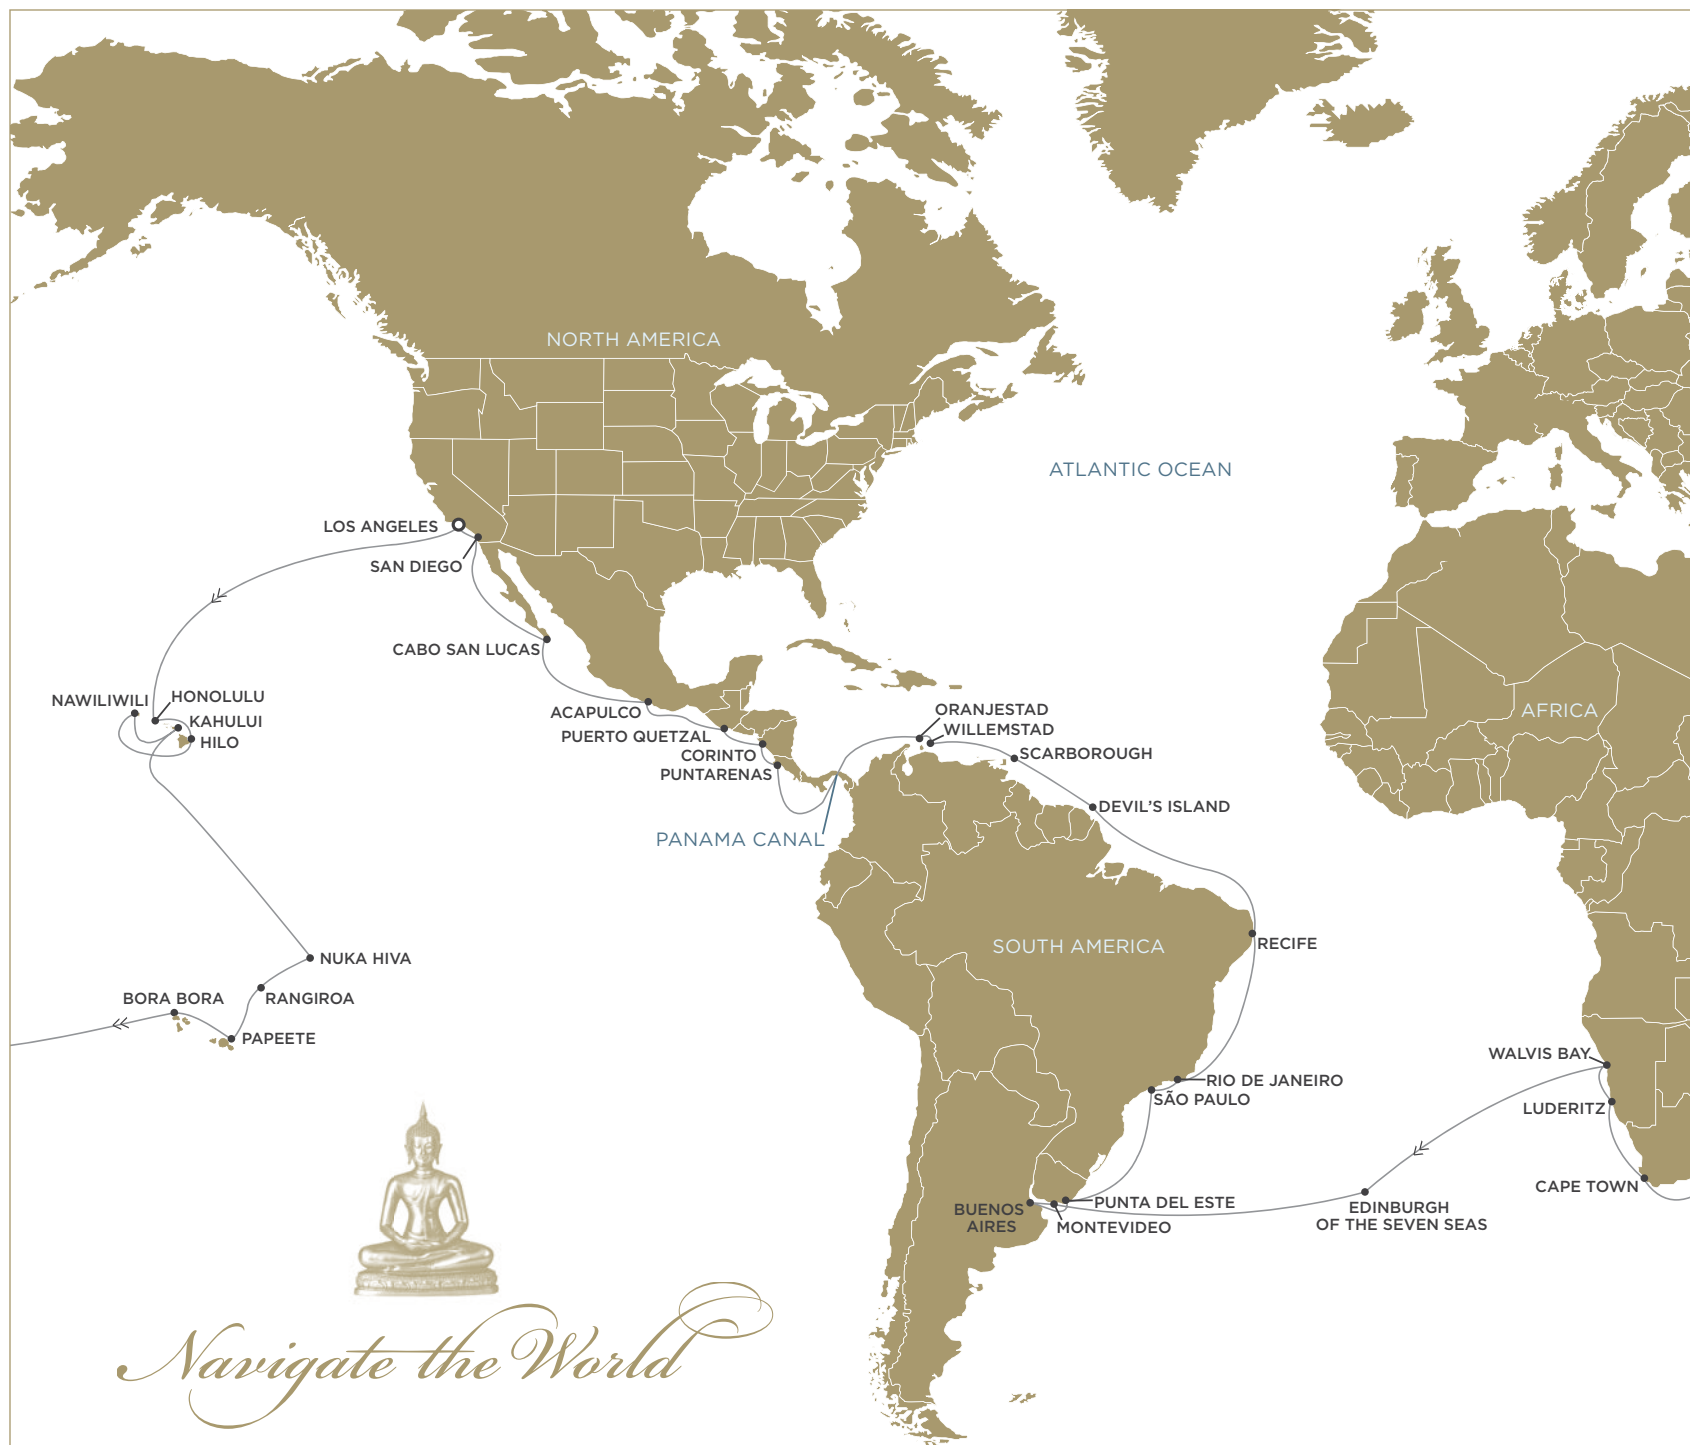 NORTH AMERICA
ATLANTIC OCEAN
LOS ANGELES
SAN DIEGO
CABO SAN LUCAS
NAWILIWILI
HONOLULU
KAHULUI
HILO
ACAPULCO
PUERTO QUETZAL
CORINTO
PUNTARENAS
ORANJESTAD
WILLEMSTAD
SCARBOROUGH
AFRICA
DEVIL'S ISLAND
PANAMA CANAL
SOUTH AMERICA
RECIFE
NUKA HIVA
RANGIROA
BORA BORA
PAPEETE
WALVIS BAY
RIO DE JANEIRO
SÃO PAULO
LUDERITZ
CAPE TOWN
PUNTA DEL ESTE
BUENOS
AIRES
MONTEVIDEO
EDINBURGH
OF THE SEVEN SEAS
Navigate the World